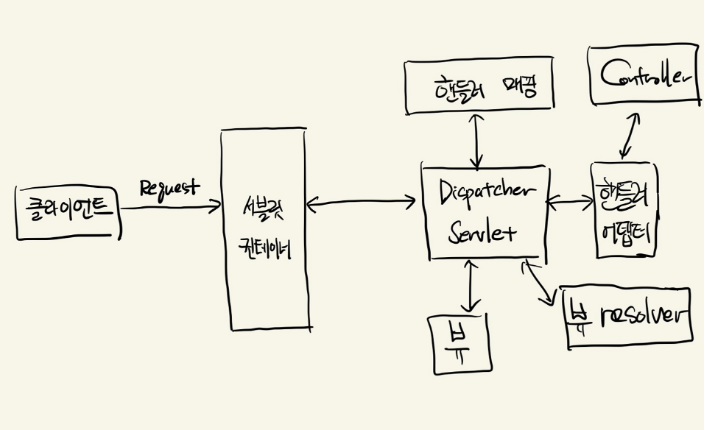 핸들러 매핑
Controller
클라이언트
Request
서블릿
컨테이너
Dispatcher
Servlet
핸들러
어뎁터
뷰
뷰 resolver